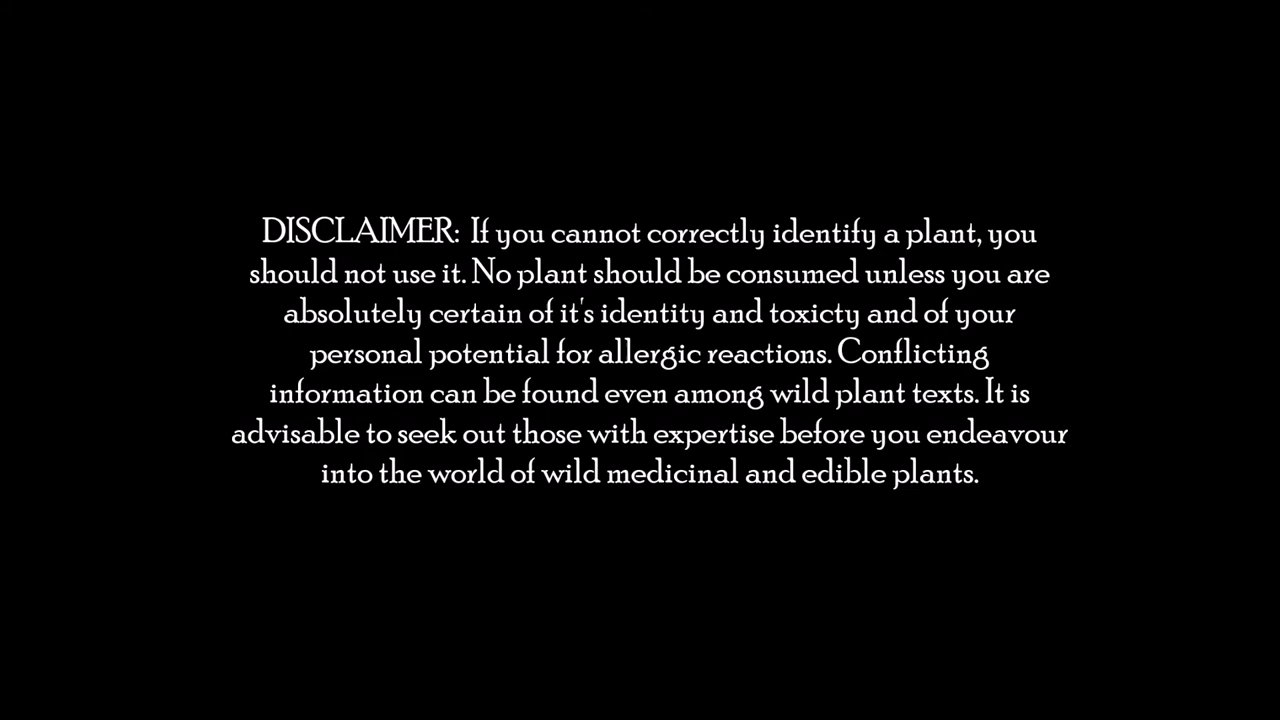 DISCLAIMER: If you cannot correctly identify a plant, you
should not use it. No plant should be consumed unless you are
absolutely certain of it's identity and toxicty and of your
personal potential for allergic reactions. Conflicting
information can be found even among wild plant texts. It is
advisable to seek out those with expertise before you endeavour
into the world of wild medicinal and edible plants.